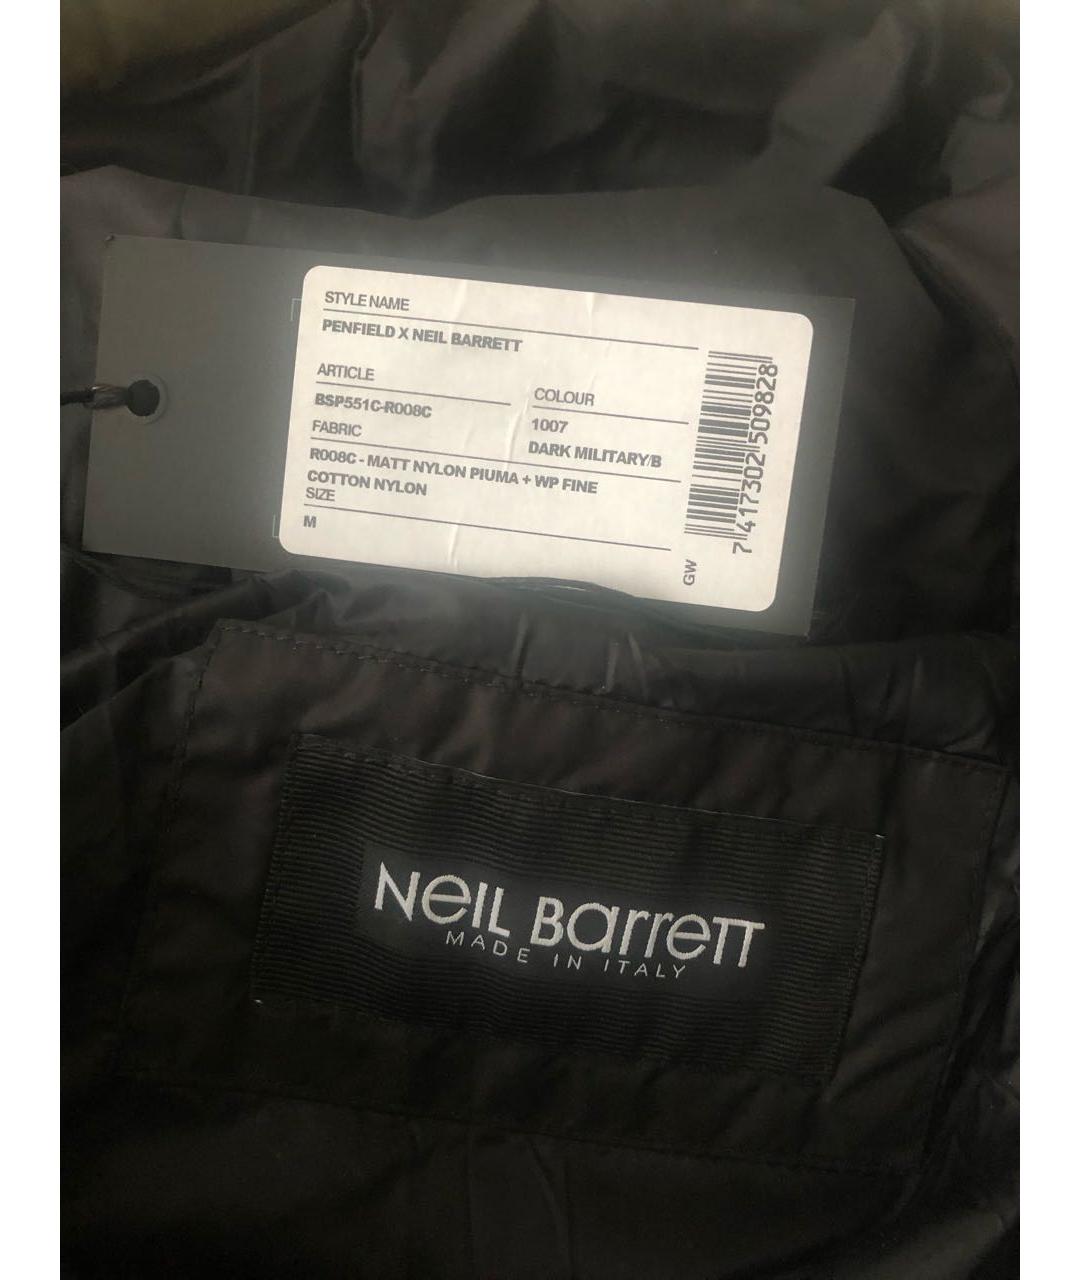 STYLE NAME
PENFIELD X NEIL BARRETT
ARTICLE
BSP551C-R008C
COLOUR
1007
DARK MILITARY/B
FABRIC
R008C - MATT NYLON PIUMA + WP FINE
COTTON NYLON
SIZE
M
GW
7 417302 509828
NeIL BarreTT
MADE IN ITALY